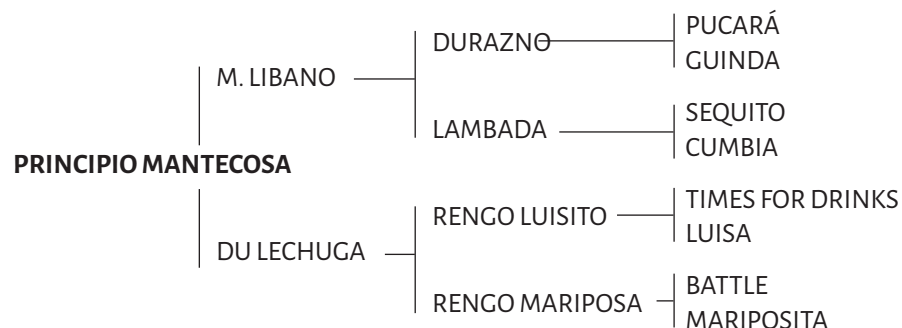 PUCARÁ
DURAZNO
GUINDA
M. LIBANO
SEQUITO
LAMBADA
CUMBIA
PRINCIPIO MANTECOSA
TIMES FOR DRINKS
RENGO LUISITO
LUISA
DU LECHUGA
BATTLE
RENGO MARIPOSA
MARIPOSITA